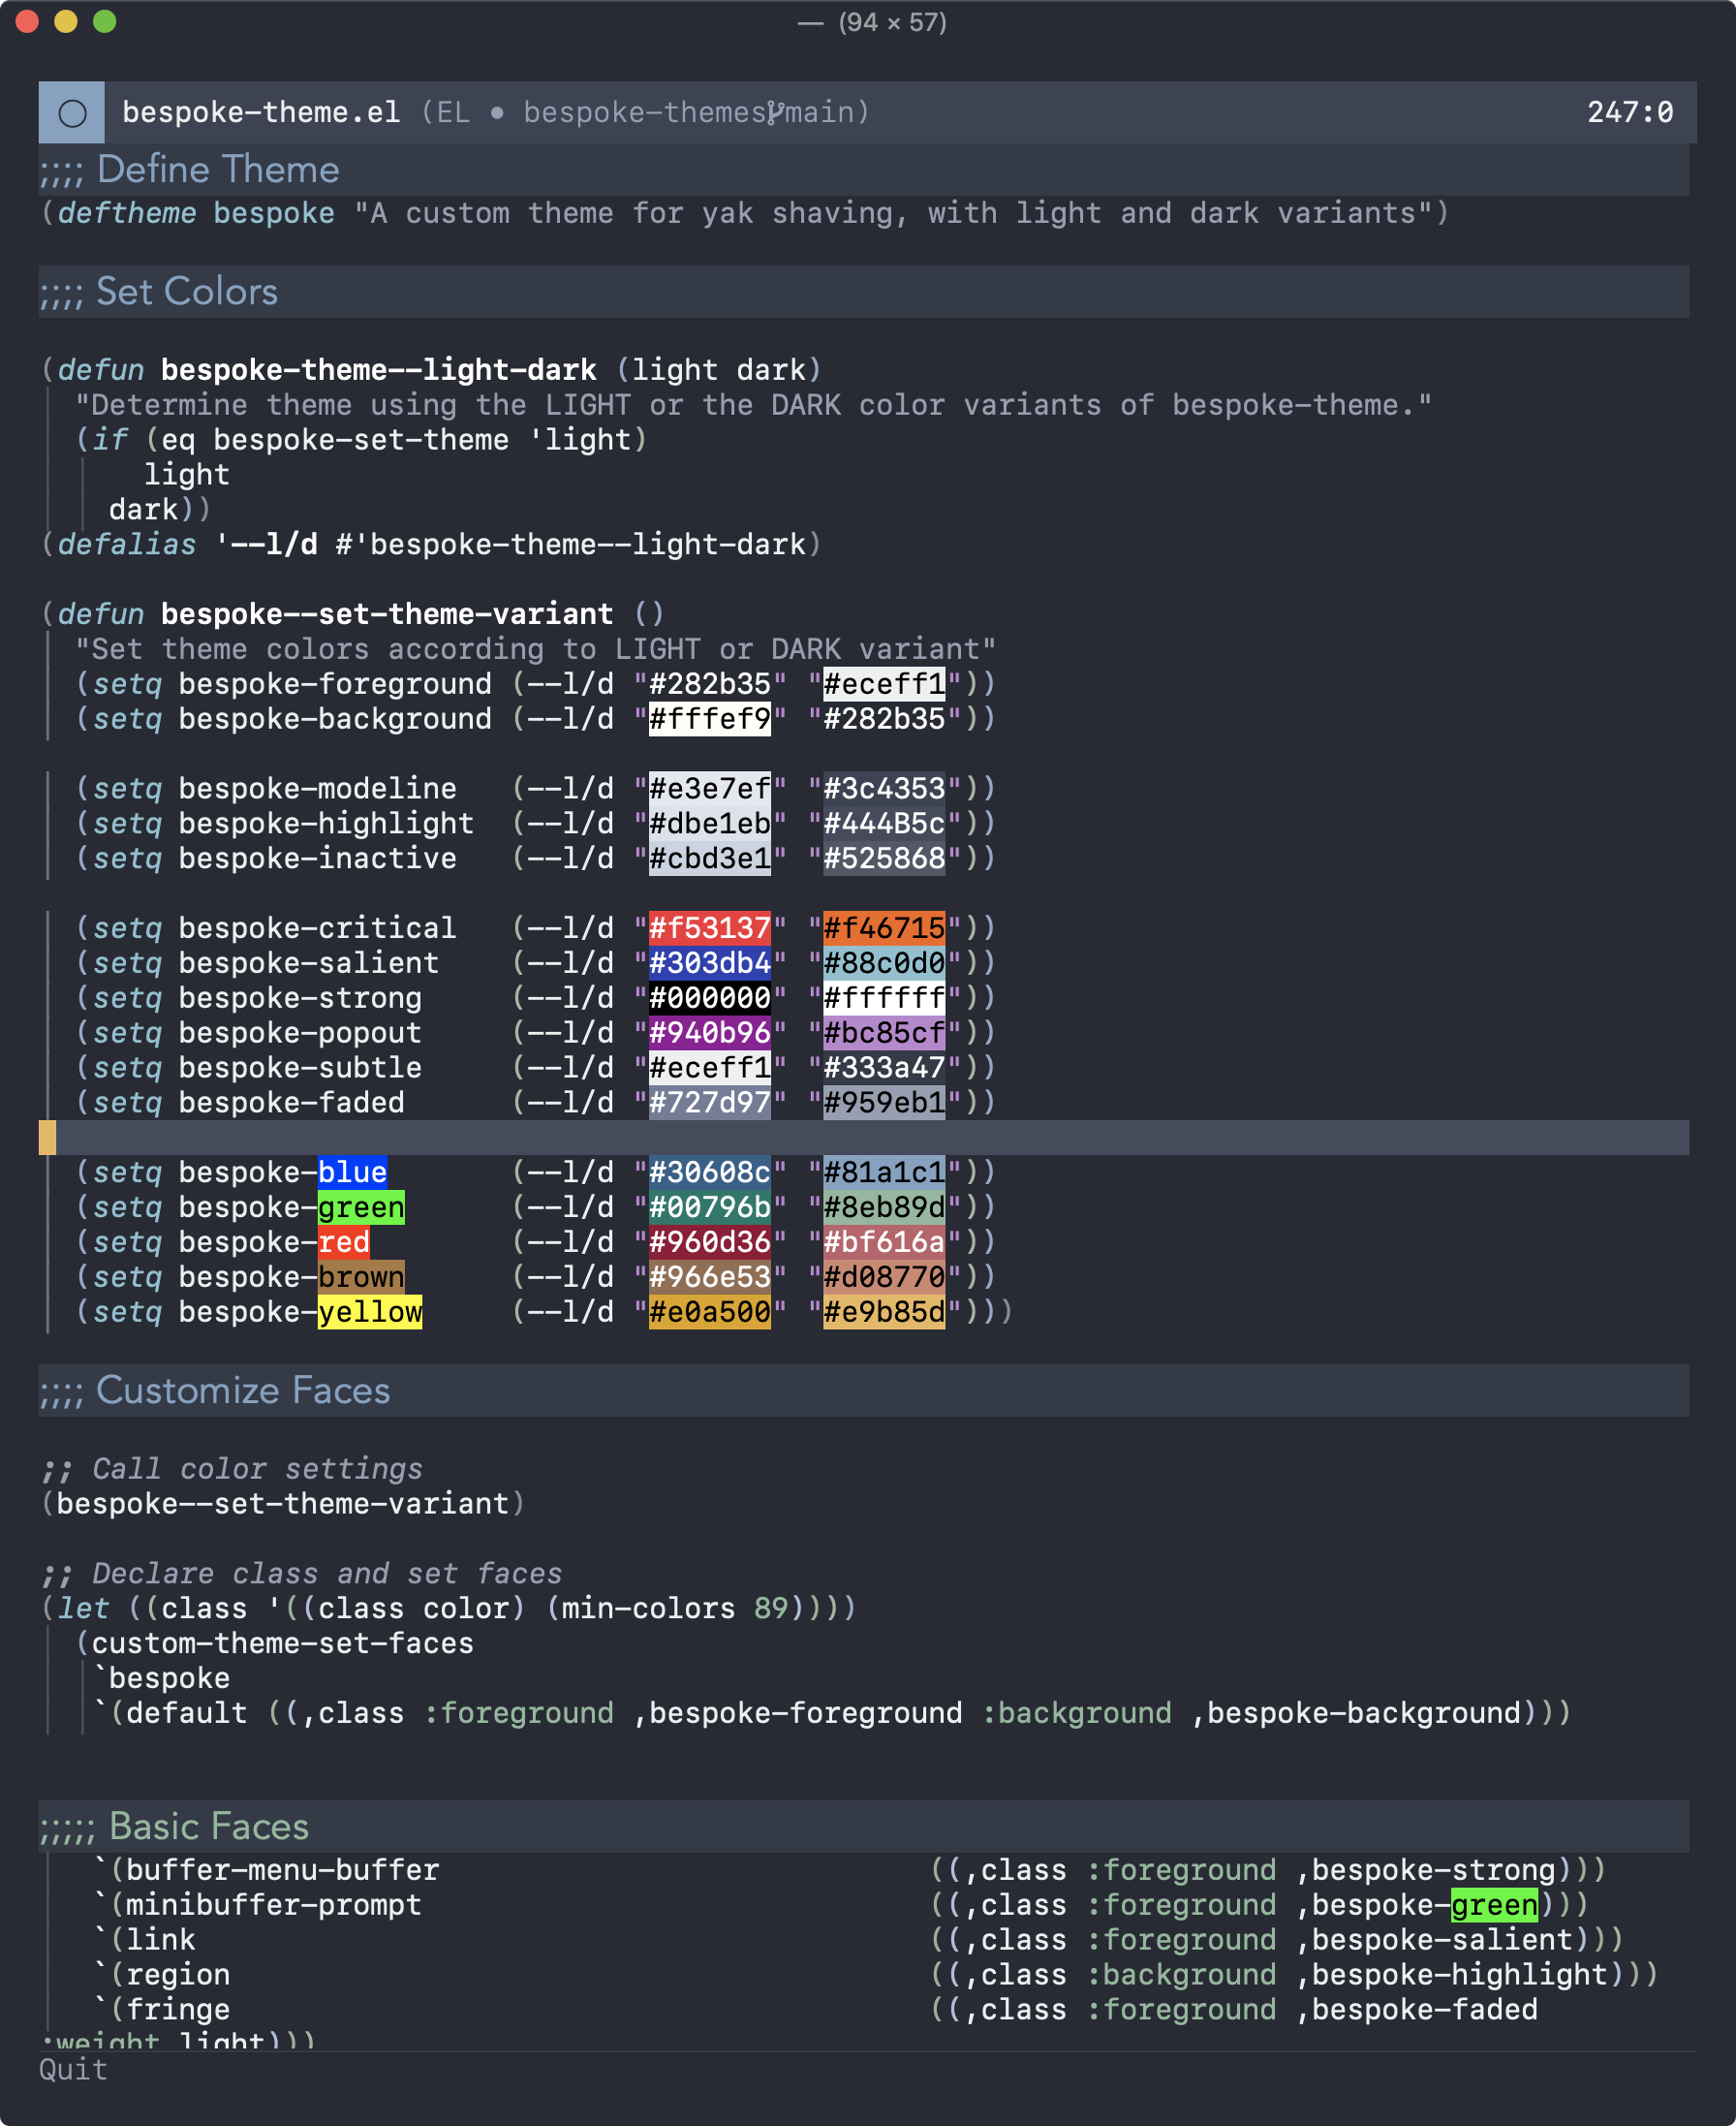 — (94 × 57)
bespoke-theme.el (EL • bespoke-themes main) 247:0
;;;; Define Theme
(deftheme bespoke "A custom theme for yak shaving, with light and dark variants")
;;;; Set Colors
(defun bespoke-theme--light-dark (light dark)
"Determine theme using the LIGHT or the DARK color variants of bespoke-theme."
(if (eq bespoke-set-theme 'light)
light
dark))
(defalias '--l/d #'bespoke-theme--light-dark)
(defun bespoke--set-theme-variant ()
"Set theme colors according to LIGHT or DARK variant"
(setq bespoke-foreground (--l/d "#282b35" "#eceff1"))
(setq bespoke-background (--l/d "#fffef9" "#282b35"))
(setq bespoke-modeline (--l/d "#e3e7ef" "#3c4353"))
(setq bespoke-highlight (--l/d "#dbe1eb" "#444B5c"))
(setq bespoke-inactive (--l/d "#cbd3e1" "#525868"))
(setq bespoke-critical (--l/d "#f53137" "#f46715"))
(setq bespoke-salient (--l/d "#303db4" "#88c0d0"))
(setq bespoke-strong (--l/d "#000000" "#ffffff"))
(setq bespoke-popout (--l/d "#940b96" "#bc85cf"))
(setq bespoke-subtle (--l/d "#eceff1" "#333a47"))
(setq bespoke-faded (--l/d "#727d97" "#959eb1"))
(setq bespoke-blue (--l/d "#30608c" "#81a1c1"))
(setq bespoke-green (--l/d "#00796b" "#8eb89d"))
(setq bespoke-red (--l/d "#960d36" "#bf616a"))
(setq bespoke-brown (--l/d "#966e53" "#d08770"))
(setq bespoke-yellow (--l/d "#e0a500" "#e9b85d")))
;;;; Customize Faces
;; Call color settings
(bespoke--set-theme-variant)
;; Declare class and set faces
(let ((class '((class color) (min-colors 89))))
(custom-theme-set-faces
`bespoke
`(default ((,class :foreground ,bespoke-foreground :background ,bespoke-background)))
;;;;; Basic Faces
`(buffer-menu-buffer ((,class :foreground ,bespoke-strong)))
`(minibuffer-prompt ((,class :foreground ,bespoke-green)))
`(link ((,class :foreground ,bespoke-salient)))
`(region ((,class :background ,bespoke-highlight)))
`(fringe ((,class :foreground ,bespoke-faded
:weight light)))
Quit